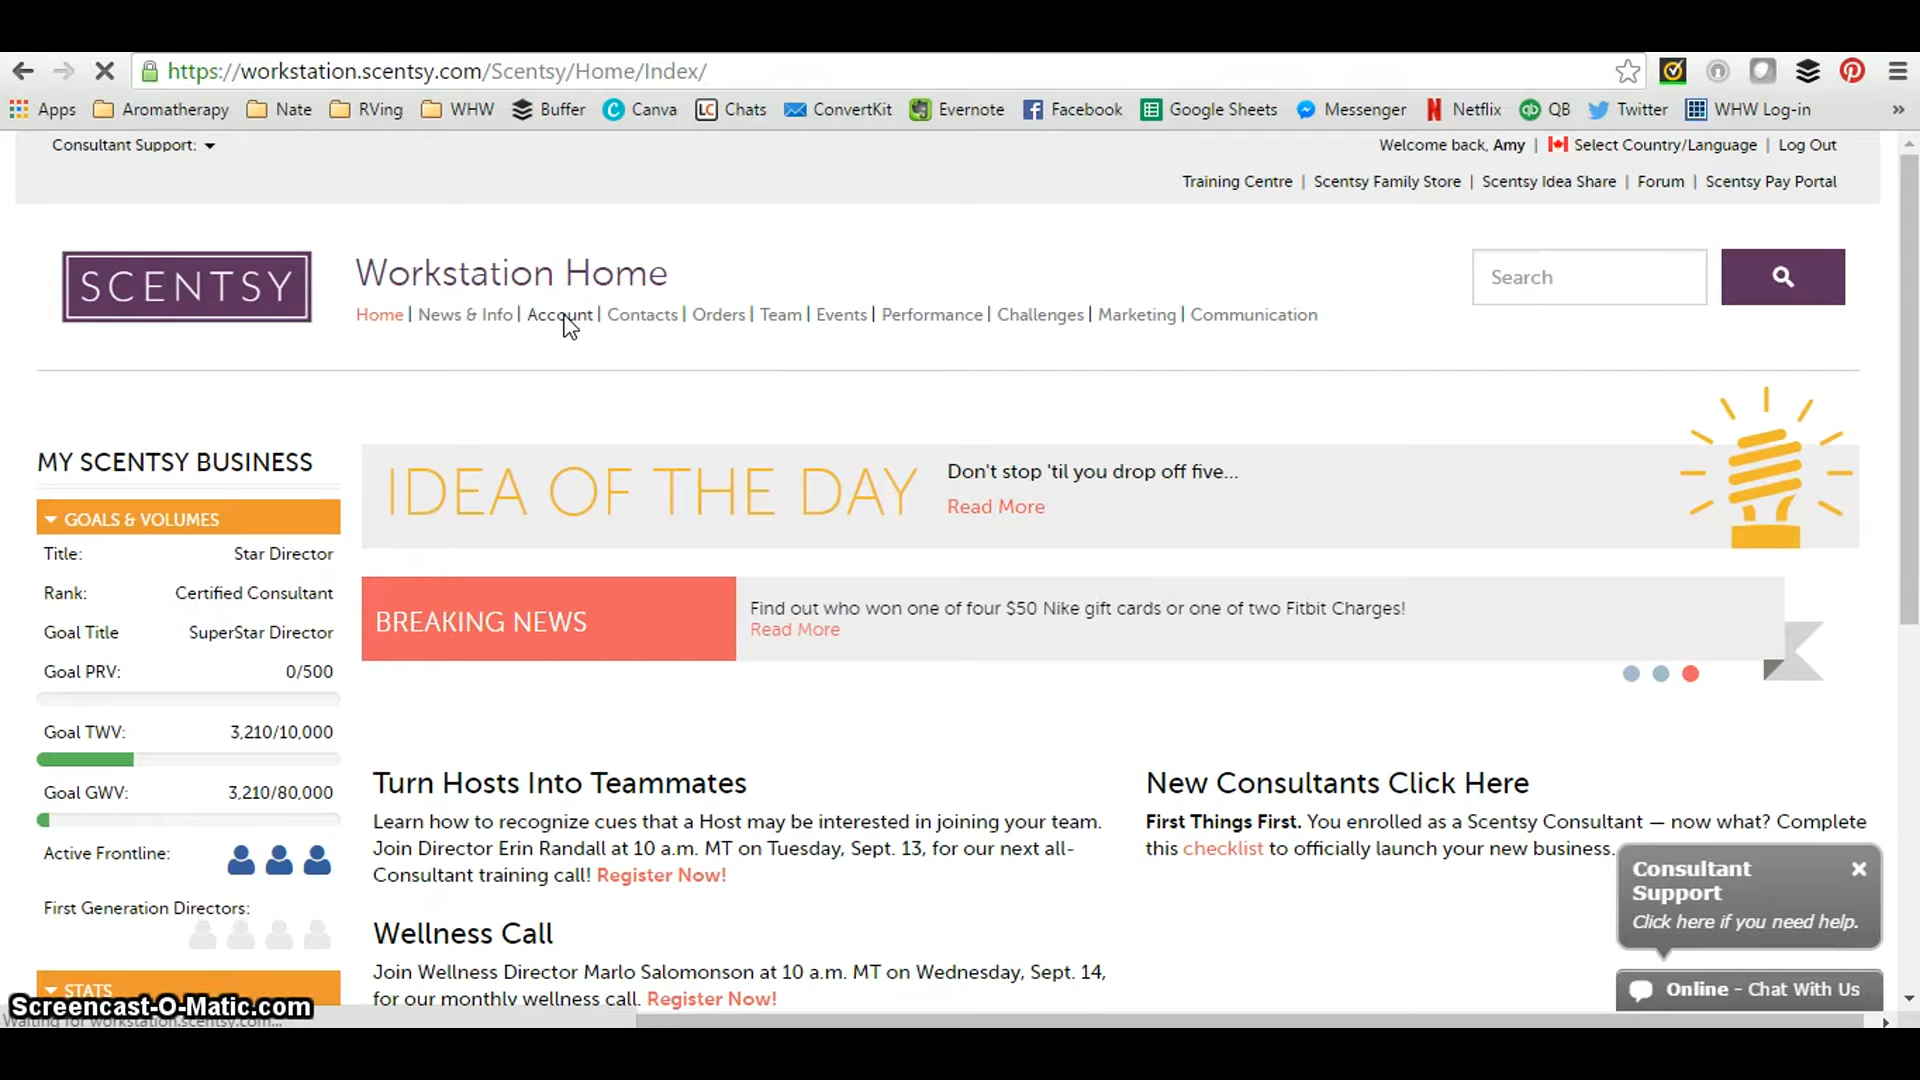 https://workstation.scentsy.com/Scentsy/Home/Index/
Apps Aromatherapy Nate RVing WHW Buffer Canva Chats ConvertKit Evernote Facebook Google Sheets Messenger Netflix QB Twitter WHW Log-in »
Consultant Support:
Welcome back, Amy | Select Country/Language | Log Out
Training Centre | Scentsy Family Store | Scentsy Idea Share | Forum | Scentsy Pay Portal
SCENTSY
Workstation Home
Search
Home | News & Info | Account | Contacts | Orders | Team | Events | Performance | Challenges | Marketing | Communication
MY SCENTSY BUSINESS
GOALS & VOLUMES
Title: Star Director
Rank: Certified Consultant
Goal Title SuperStar Director
Goal PRV: 0/500
Goal TWV: 3,210/10,000
Goal GWV: 3,210/80,000
Active Frontline:
First Generation Directors:
STATS
IDEA OF THE DAY
Don't stop 'til you drop off five...
Read More
BREAKING NEWS
Find out who won one of four $50 Nike gift cards or one of two Fitbit Charges!
Read More
Turn Hosts Into Teammates
Learn how to recognize cues that a Host may be interested in joining your team.
Join Director Erin Randall at 10 a.m. MT on Tuesday, Sept. 13, for our next all-
Consultant training call! Register Now!
Wellness Call
Join Wellness Director Marlo Salomonson at 10 a.m. MT on Wednesday, Sept. 14,
for our monthly wellness call. Register Now!
New Consultants Click Here
First Things First. You enrolled as a Scentsy Consultant — now what? Complete
this checklist to officially launch your new business.
Consultant
Support
Click here if you need help.
Online - Chat With Us
Screencast-O-Matic.com
Waiting for workstation.scentsy.com...